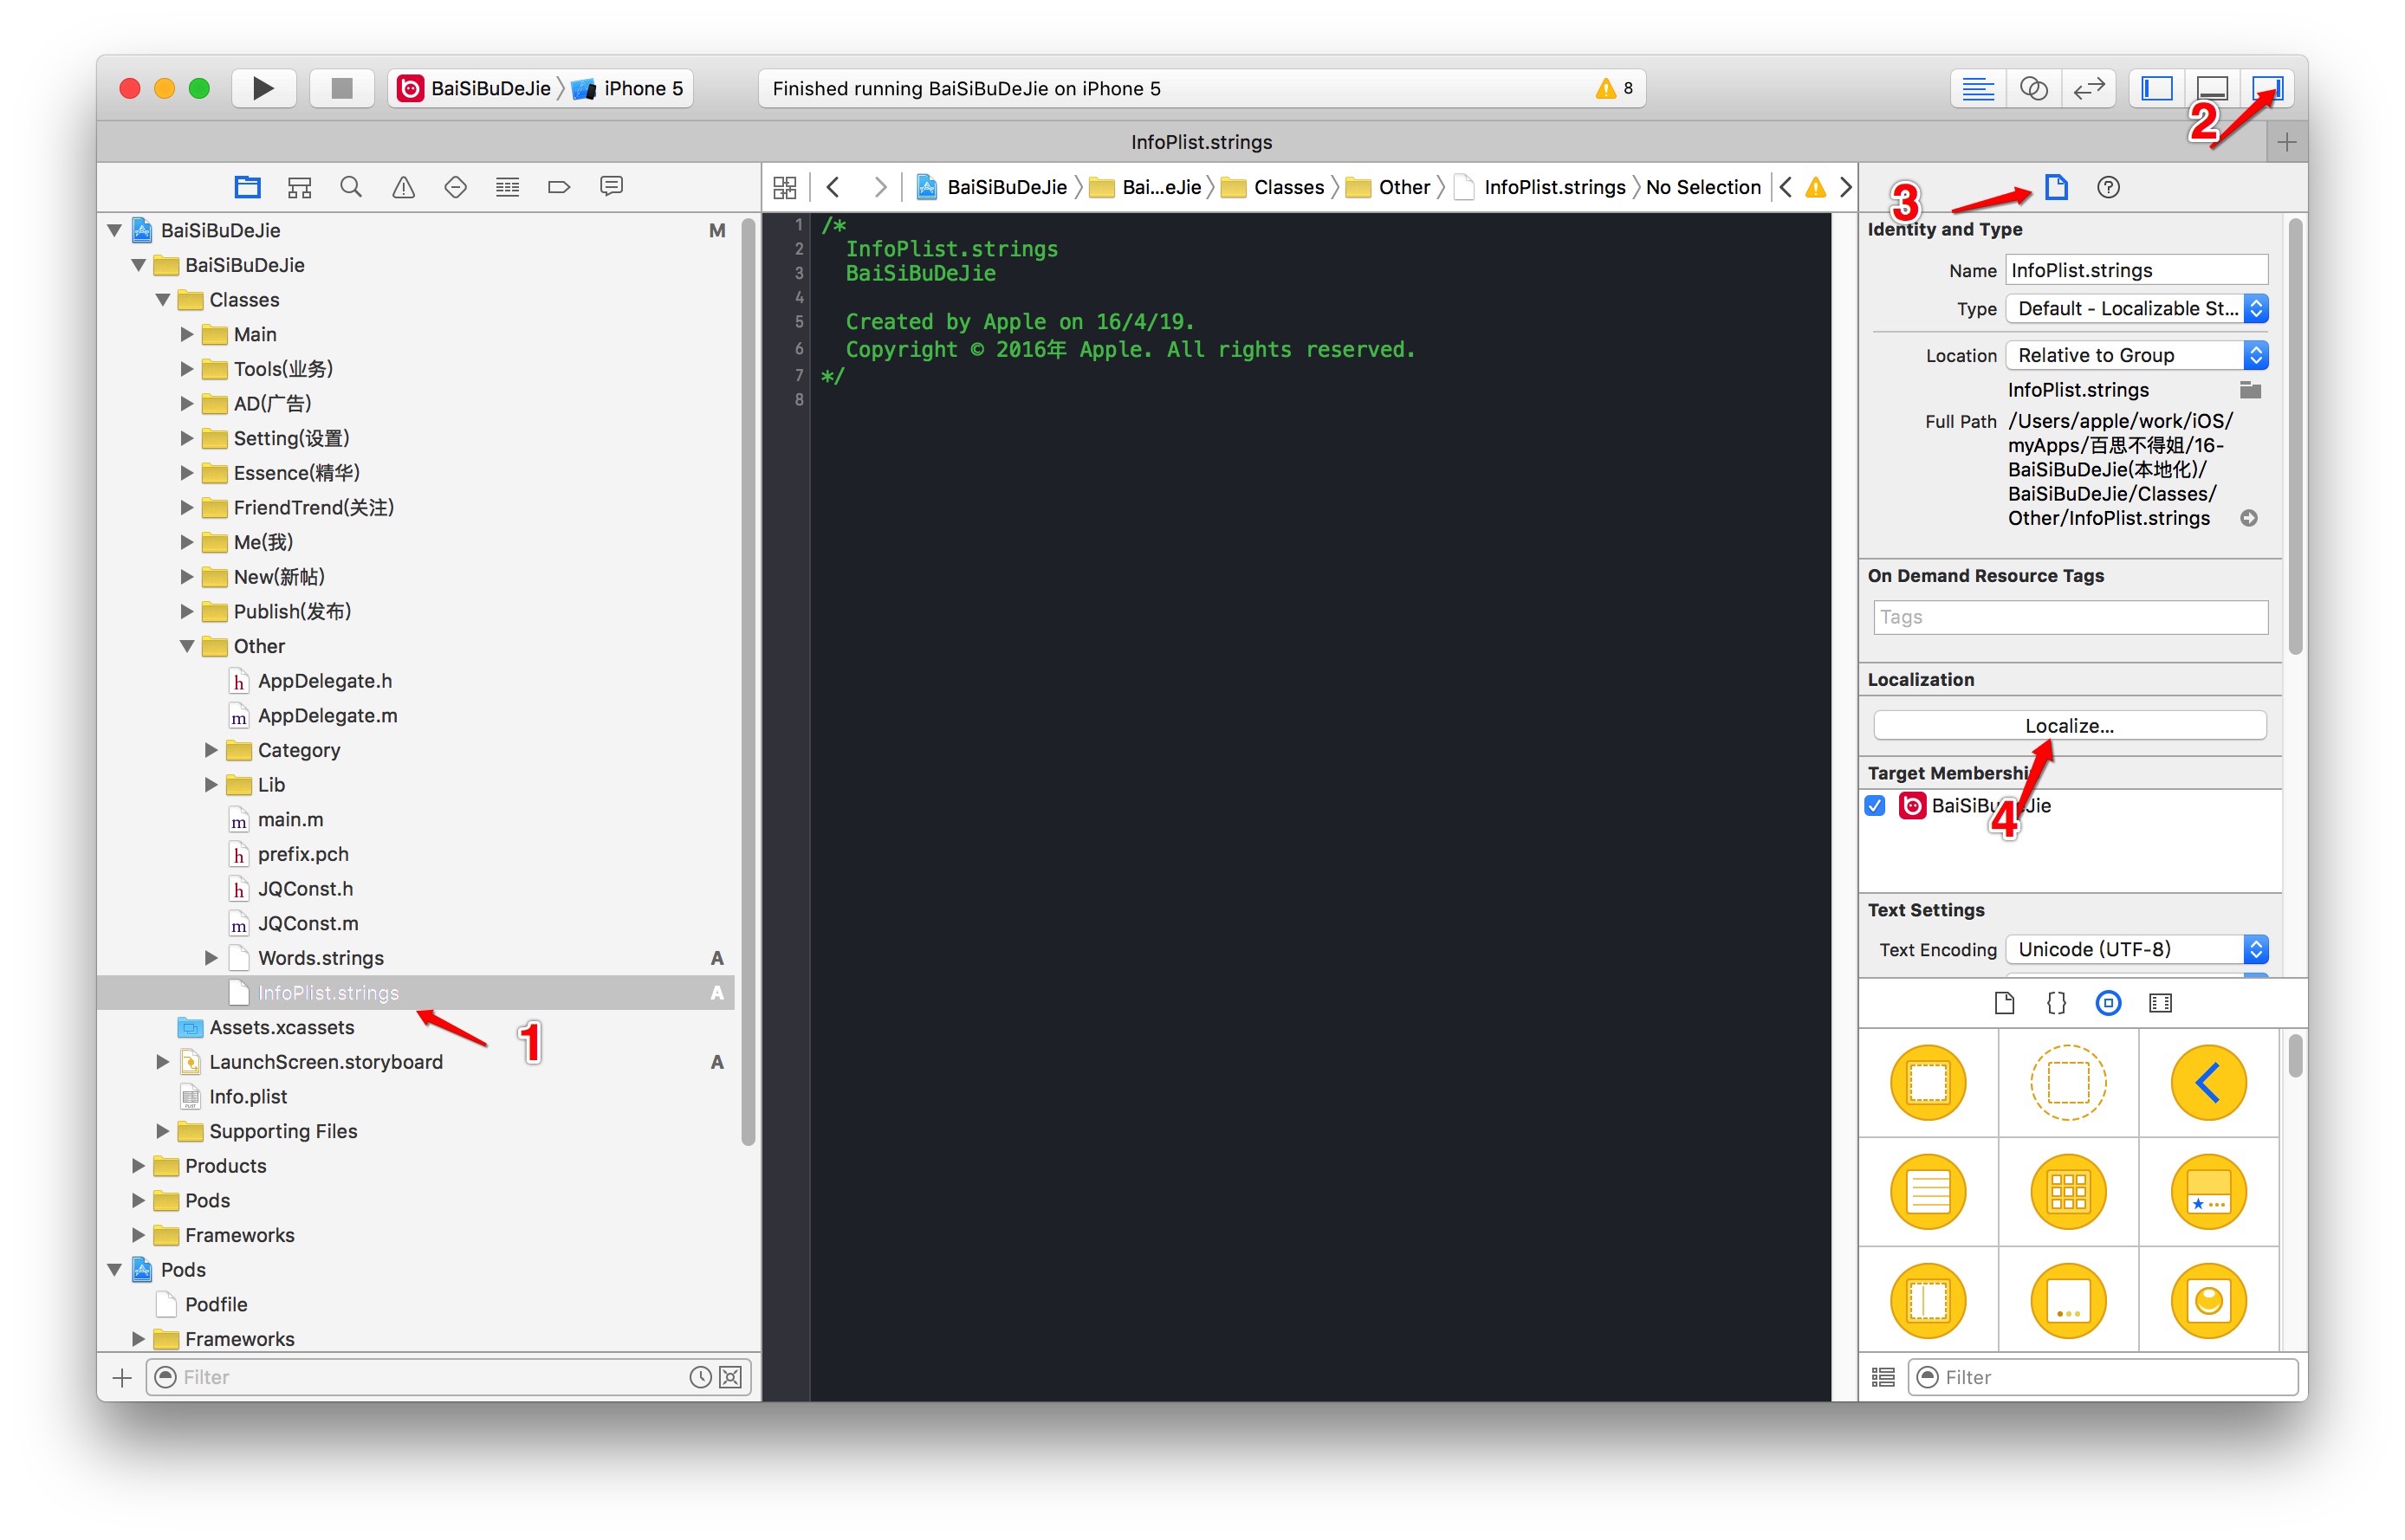 BaiSiBuDeJie
iPhone 5
Finished running BaiSiBuDeJie on iPhone 5
8
2
InfoPlist.strings
BaiSiBuDeJie
Bai...eJie
Classes
Other
InfoPlist.strings
No Selection
3
BaiSiBuDeJie
M
BaiSiBuDeJie
Classes
Main
Tools(业务)
AD(广告)
Setting(设置)
Essence(精华)
FriendTrend(关注)
Me(我)
New(新帖)
Publish(发布)
Other
h AppDelegate.h
m AppDelegate.m
Category
Lib
m main.m
h prefix.pch
h JQConst.h
m JQConst.m
Words.strings
A
InfoPlist.strings
A
1
Assets.xcassets
LaunchScreen.storyboard
A
Info.plist
Supporting Files
Products
Pods
Frameworks
Pods
Podfile
Frameworks
Filter
1 /*
2 InfoPlist.strings
3 BaiSiBuDeJie
4
5 Created by Apple on 16/4/19.
6 Copyright © 2016年 Apple. All rights reserved.
7 */
8
Identity and Type
Name InfoPlist.strings
Type Default - Localizable St...
Location Relative to Group
InfoPlist.strings
Full Path /Users/apple/work/iOS/
myApps/百思不得姐/16-
BaiSiBuDeJie(本地化)/
BaiSiBuDeJie/Classes/
Other/InfoPlist.strings
On Demand Resource Tags
Tags
Localization
Localize...
Target Membershi
BaiSiBu Jie
4
Text Settings
Text Encoding Unicode (UTF-8)
Filter